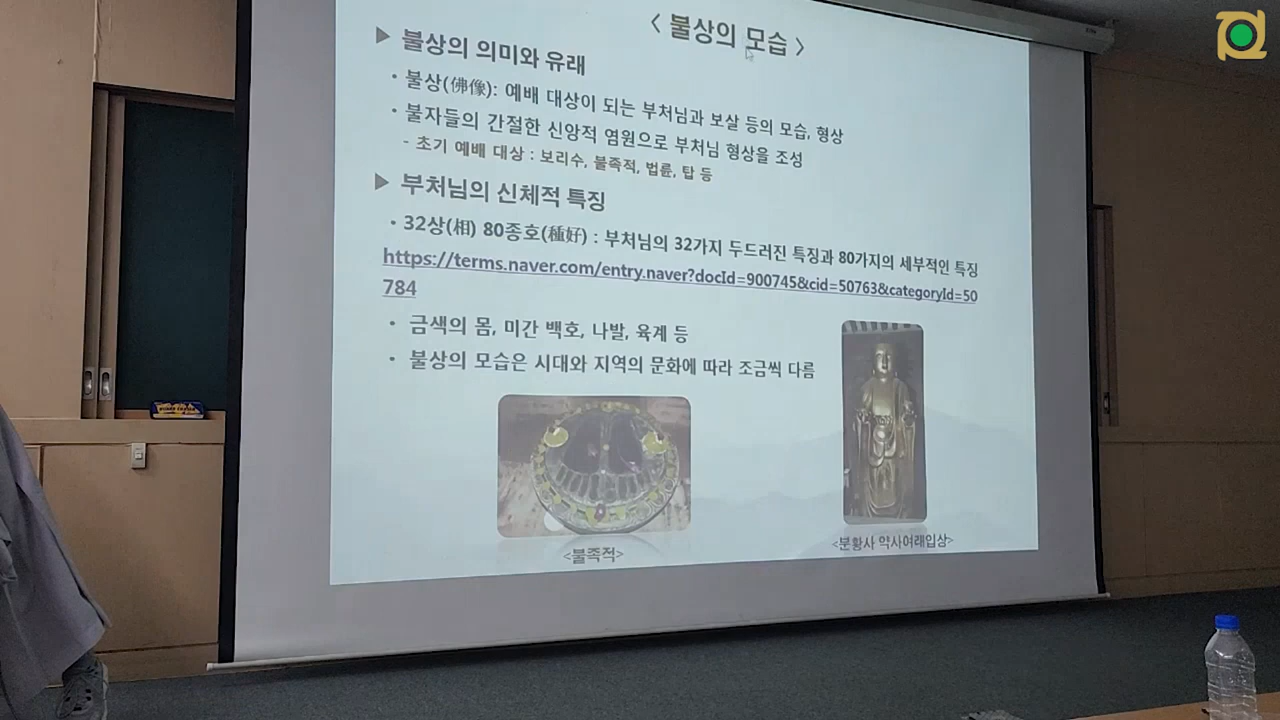 < 불상의 모습 >
▶ 불상의 의미와 유래
• 불상(佛像): 예배 대상이 되는 부처님과 보살 등의 모습, 형상
• 불자들의 간절한 신앙적 염원으로 부처님 형상을 조성
- 초기 예배 대상 : 보리수, 불족적, 법륜, 탑 등
▶ 부처님의 신체적 특징
• 32상(相) 80종호(種好) : 부처님의 32가지 두드러진 특징과 80가지의 세부적인 특징
https://terms.naver.com/entry.naver?docId=900745&cid=50763&categoryId=50
784
• 금색의 몸, 미간 백호, 나발, 육계 등
• 불상의 모습은 시대와 지역의 문화에 따라 조금씩 다름
<불족적>
<분황사 약사여래입상>